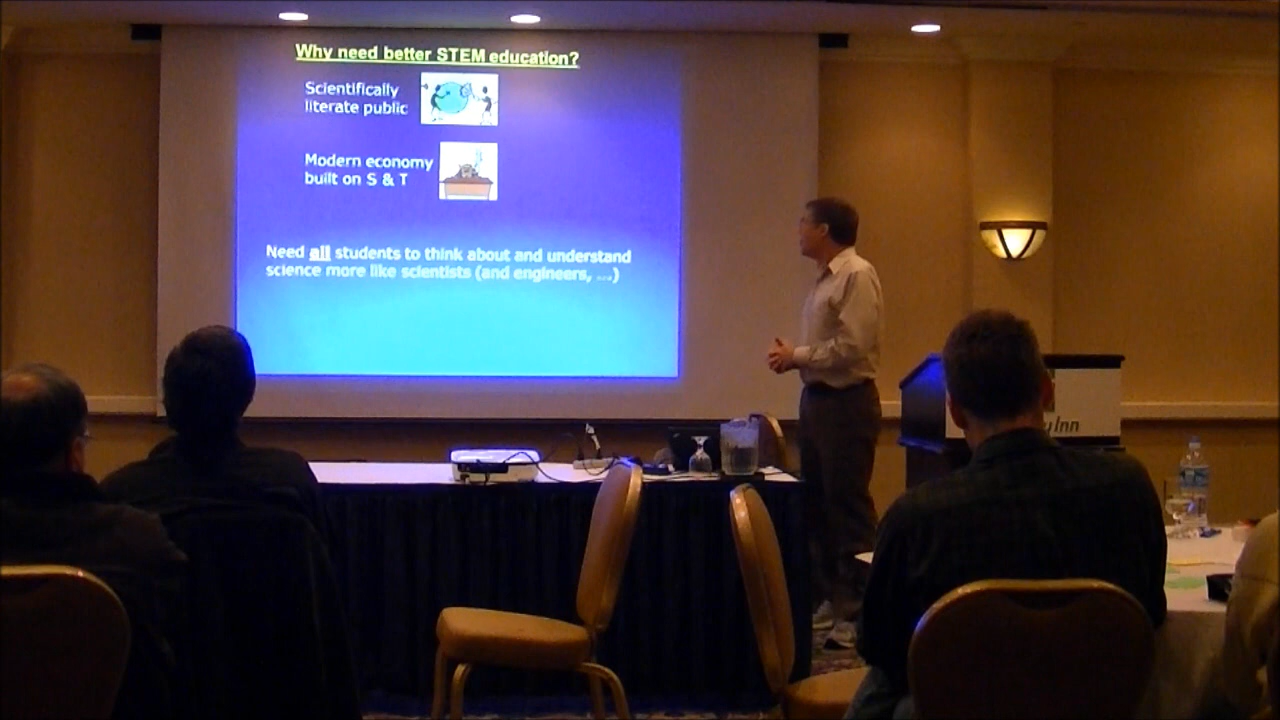 Why need better STEM education?
Scientifically
literate public
Modern economy
built on S & T
Need all students to think about and understand
science more like scientists (and engineers, ...)
Inn